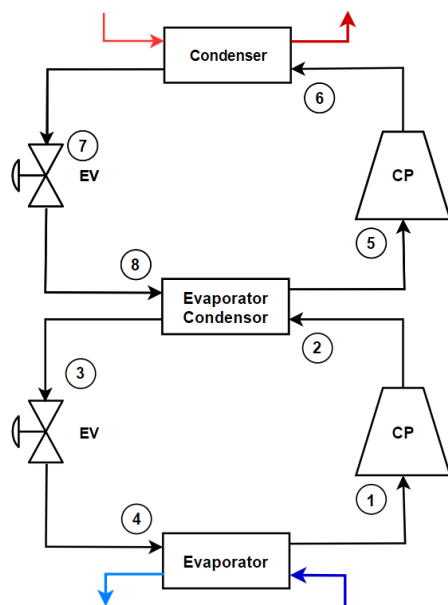 Condenser
6
7
EV
CP
5
8
Evaporator
Condensor
2
3
EV
CP
1
4
Evaporator